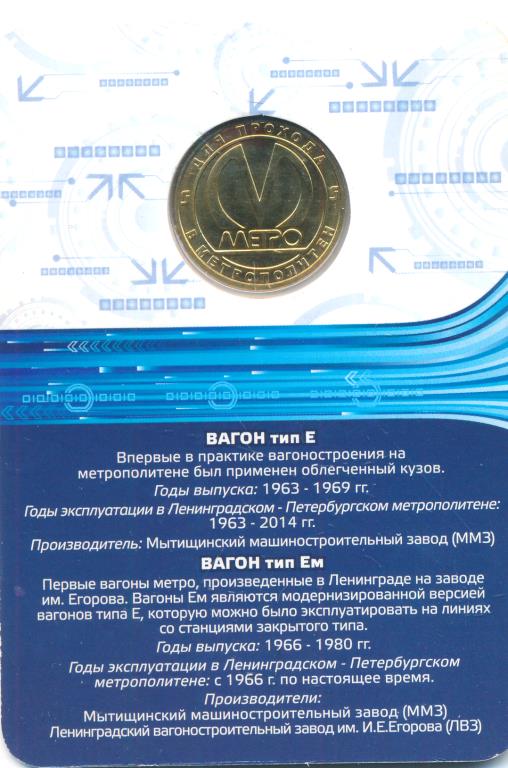 ДЛЯ ПРОХОДА
МЕТРО
В МЕТРОПОЛИТЕН
ВАГОН тип Е
Впервые в практике вагоностроения на
метрополитене был применен облегченный кузов.
Годы выпуска: 1963 - 1969 гг.
Годы эксплуатации в Ленинградском - Петербургском метрополитене:
1963 - 2014 гг.
Производитель: Мытищинский машиностроительный завод (ММЗ)
ВАГОН тип Ем
Первые вагоны метро, произведенные в Ленинграде на заводе
им. Егорова. Вагоны Ем являются модернизированной версией
вагонов типа Е, которую можно было эксплуатировать на линиях
со станциями закрытого типа.
Годы выпуска: 1966 - 1980 гг.
Годы эксплуатации в Ленинградском - Петербургском
метрополитене: с 1966 г. по настоящее время.
Производители:
Мытищинский машиностроительный завод (ММЗ)
Ленинградский вагоностроительный завод им. И.Е.Егорова (ЛВЗ)